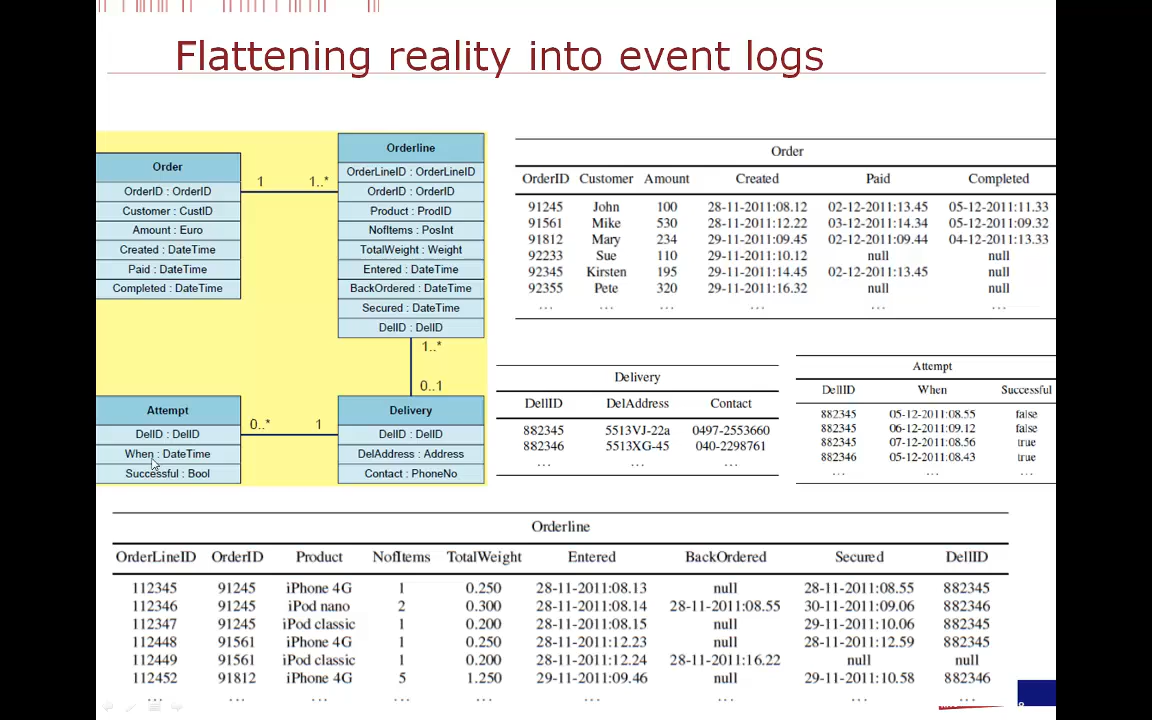 Flattening reality into event logs
Order
OrderID : OrderID
Customer : CustID
Amount : Euro
Created : DateTime
Paid : DateTime
Completed : DateTime
1 1..*
Orderline
OrderLineID : OrderLineID
OrderID : OrderID
Product : ProdID
NofItems : PosInt
TotalWeight : Weight
Entered : DateTime
BackOrdered : DateTime
Secured : DateTime
DelID : DelID
1..*
0..1
Attempt
DelID : DelID
When : DateTime
Successful : Bool
0..* 1
Delivery
DelID : DelID
DelAddress : Address
Contact : PhoneNo
Order
OrderID Customer Amount Created Paid Completed
91245 John 100 28-11-2011:08.12 02-12-2011:13.45 05-12-2011:11.33
91561 Mike 530 28-11-2011:12.22 03-12-2011:14.34 05-12-2011:09.32
91812 Mary 234 29-11-2011:09.45 02-12-2011:09.44 04-12-2011:13.33
92233 Sue 110 29-11-2011:10.12 null null
92345 Kirsten 195 29-11-2011:14.45 02-12-2011:13.45 null
92355 Pete 320 29-11-2011:16.32 null null
... ... ... ... ... ...
Delivery
DellID DelAddress Contact
882345 5513VJ-22a 0497-2553660
882346 5513XG-45 040-2298761
... ... ...
Attempt
DellID When Successful
882345 05-12-2011:08.55 false
882345 06-12-2011:09.12 false
882345 07-12-2011:08.56 true
882346 05-12-2011:08.43 true
... ... ...
Orderline
OrderLineID OrderID Product NofItems TotalWeight Entered BackOrdered Secured DellID
112345 91245 iPhone 4G 1 0.250 28-11-2011:08.13 null 28-11-2011:08.55 882345
112346 91245 iPod nano 2 0.300 28-11-2011:08.14 28-11-2011:08.55 30-11-2011:09.06 882346
112347 91245 iPod classic 1 0.200 28-11-2011:08.15 null 29-11-2011:10.06 882345
112448 91561 iPhone 4G 1 0.250 28-11-2011:12.23 null 28-11-2011:12.59 882345
112449 91561 iPod classic 1 0.200 28-11-2011:12.24 28-11-2011:16.22 null null
112452 91812 iPhone 4G 5 1.250 29-11-2011:09.46 null 29-11-2011:10.58 882346
... ... ... ... ... ... ... ... ...